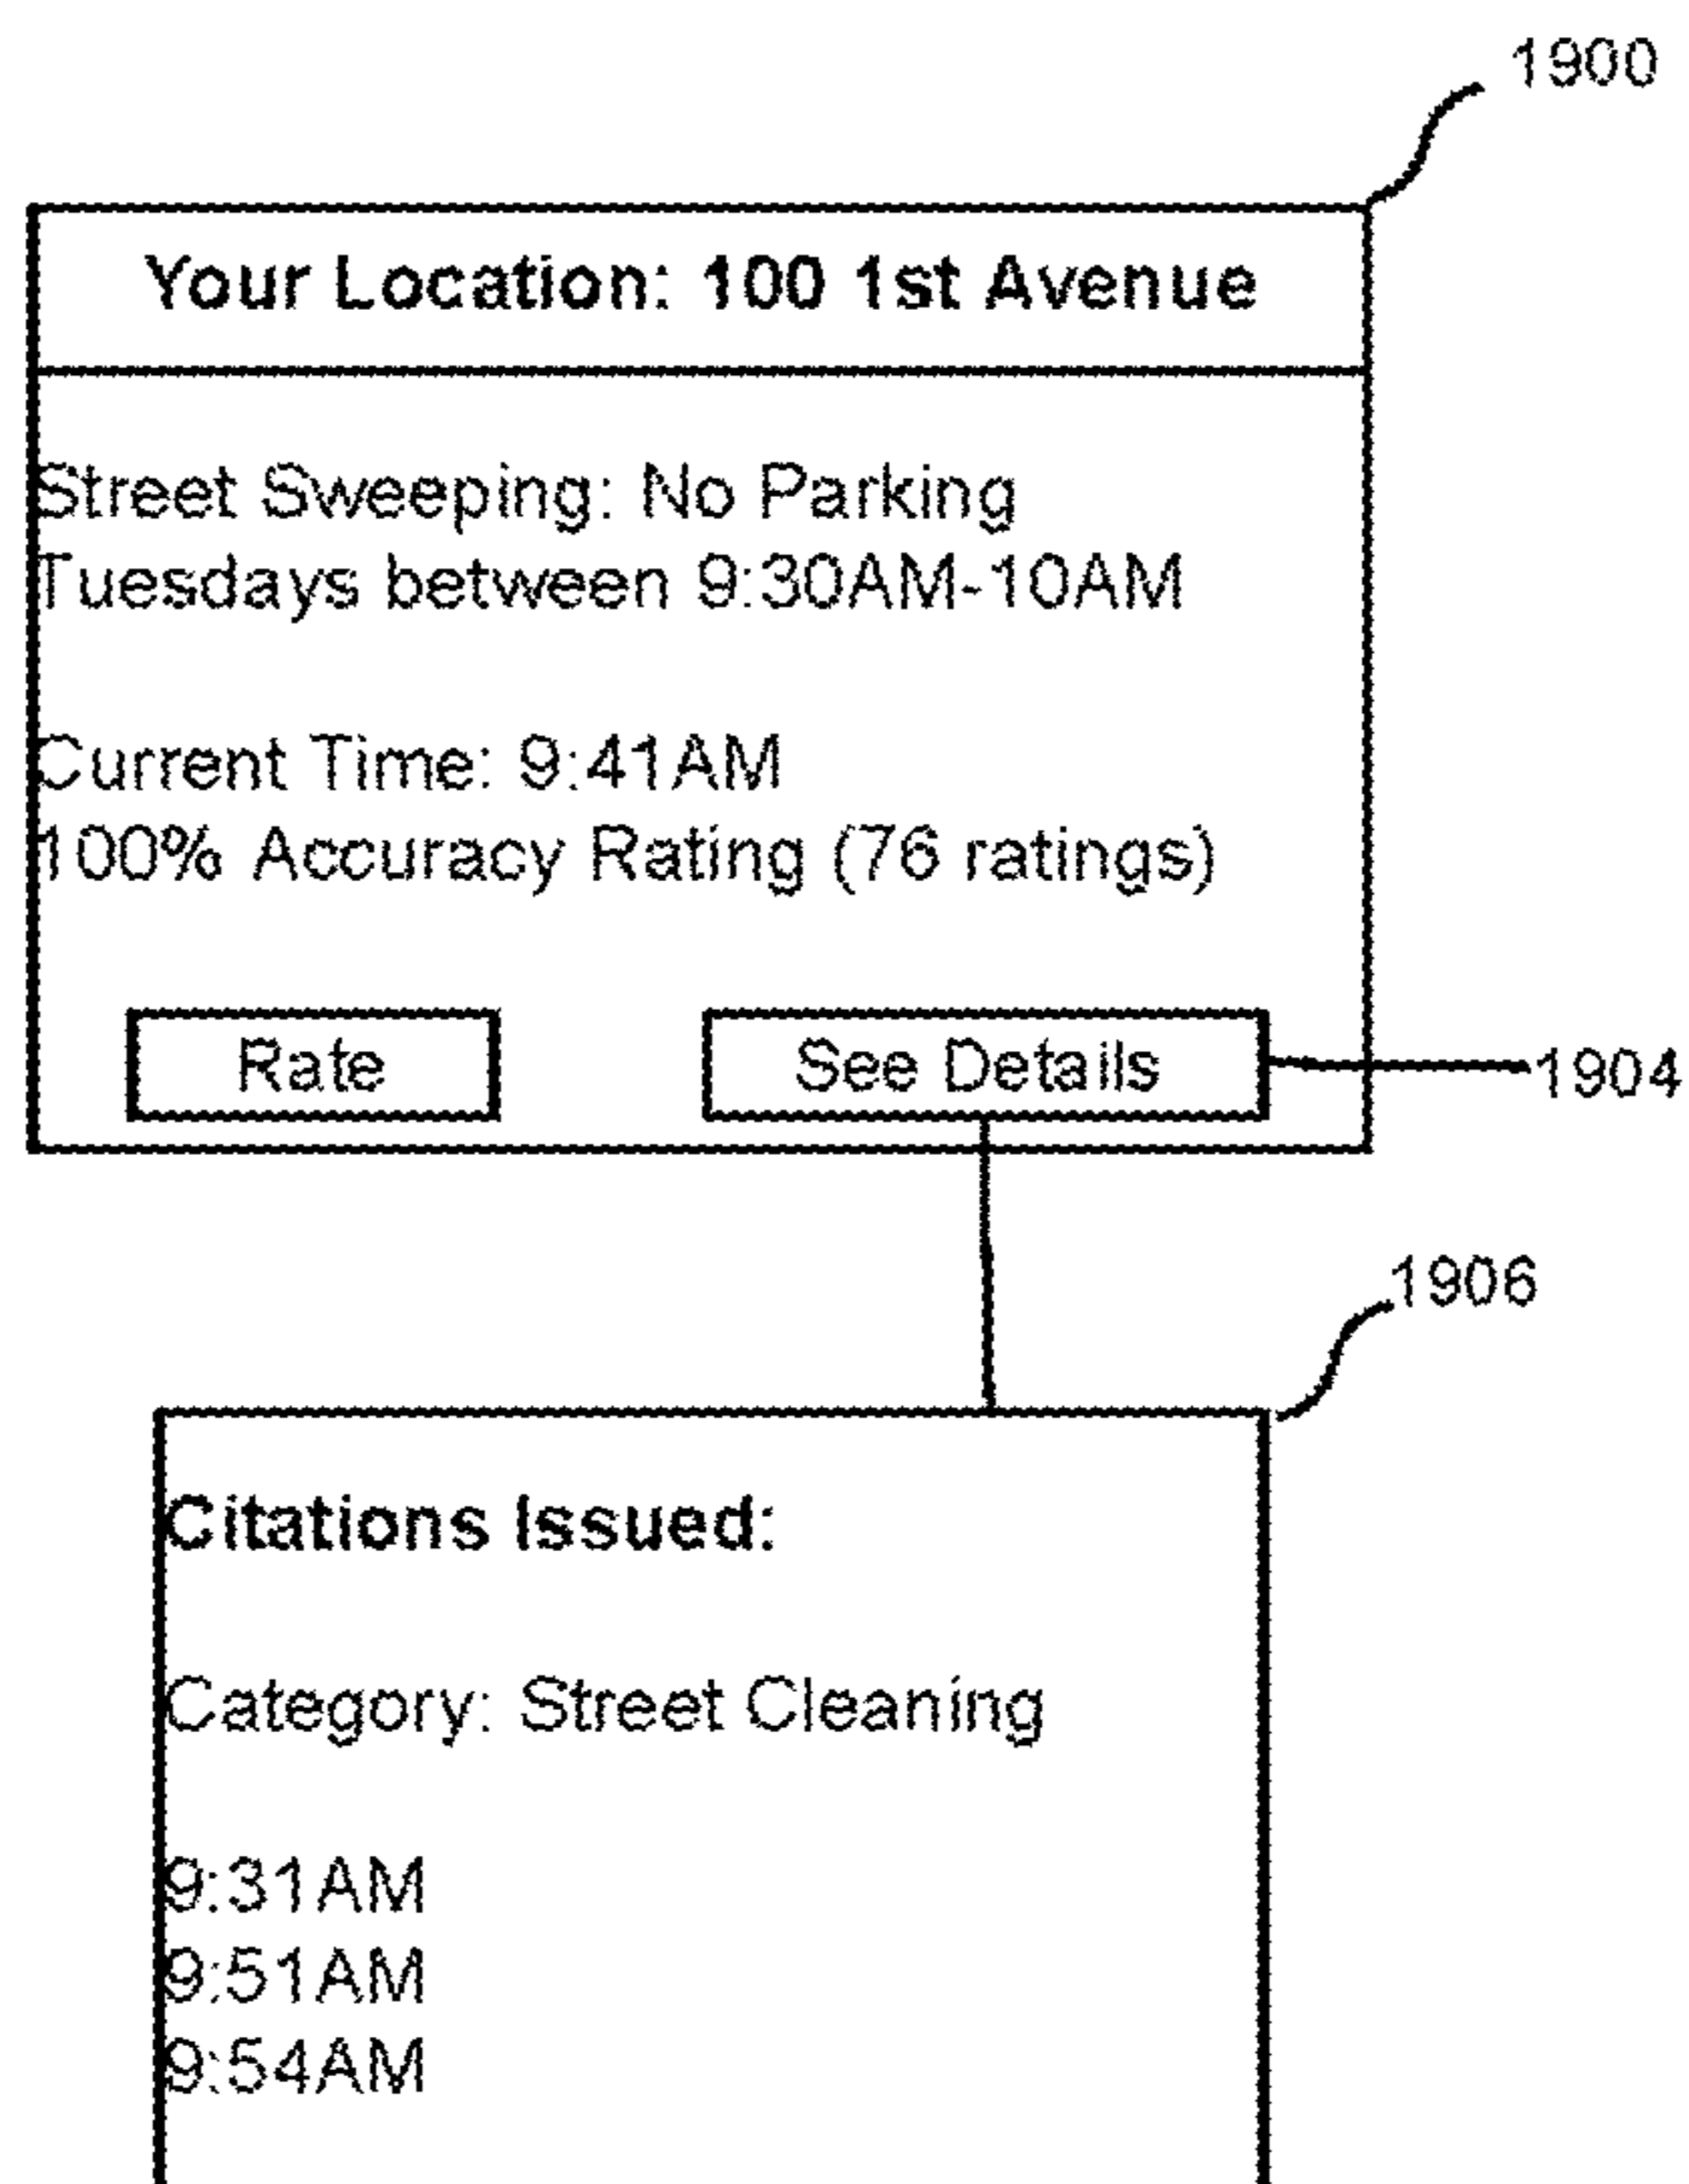 1900
Your Location: 100 1st Avenue
Street Sweeping: No Parking
Tuesdays between 9:30AM-10AM
Current Time: 9:41AM
100% Accuracy Rating (76 ratings)
Rate
See Details
1904
1906
Citations Issued:
Category: Street Cleaning
9:31AM
9:51AM
9:54AM